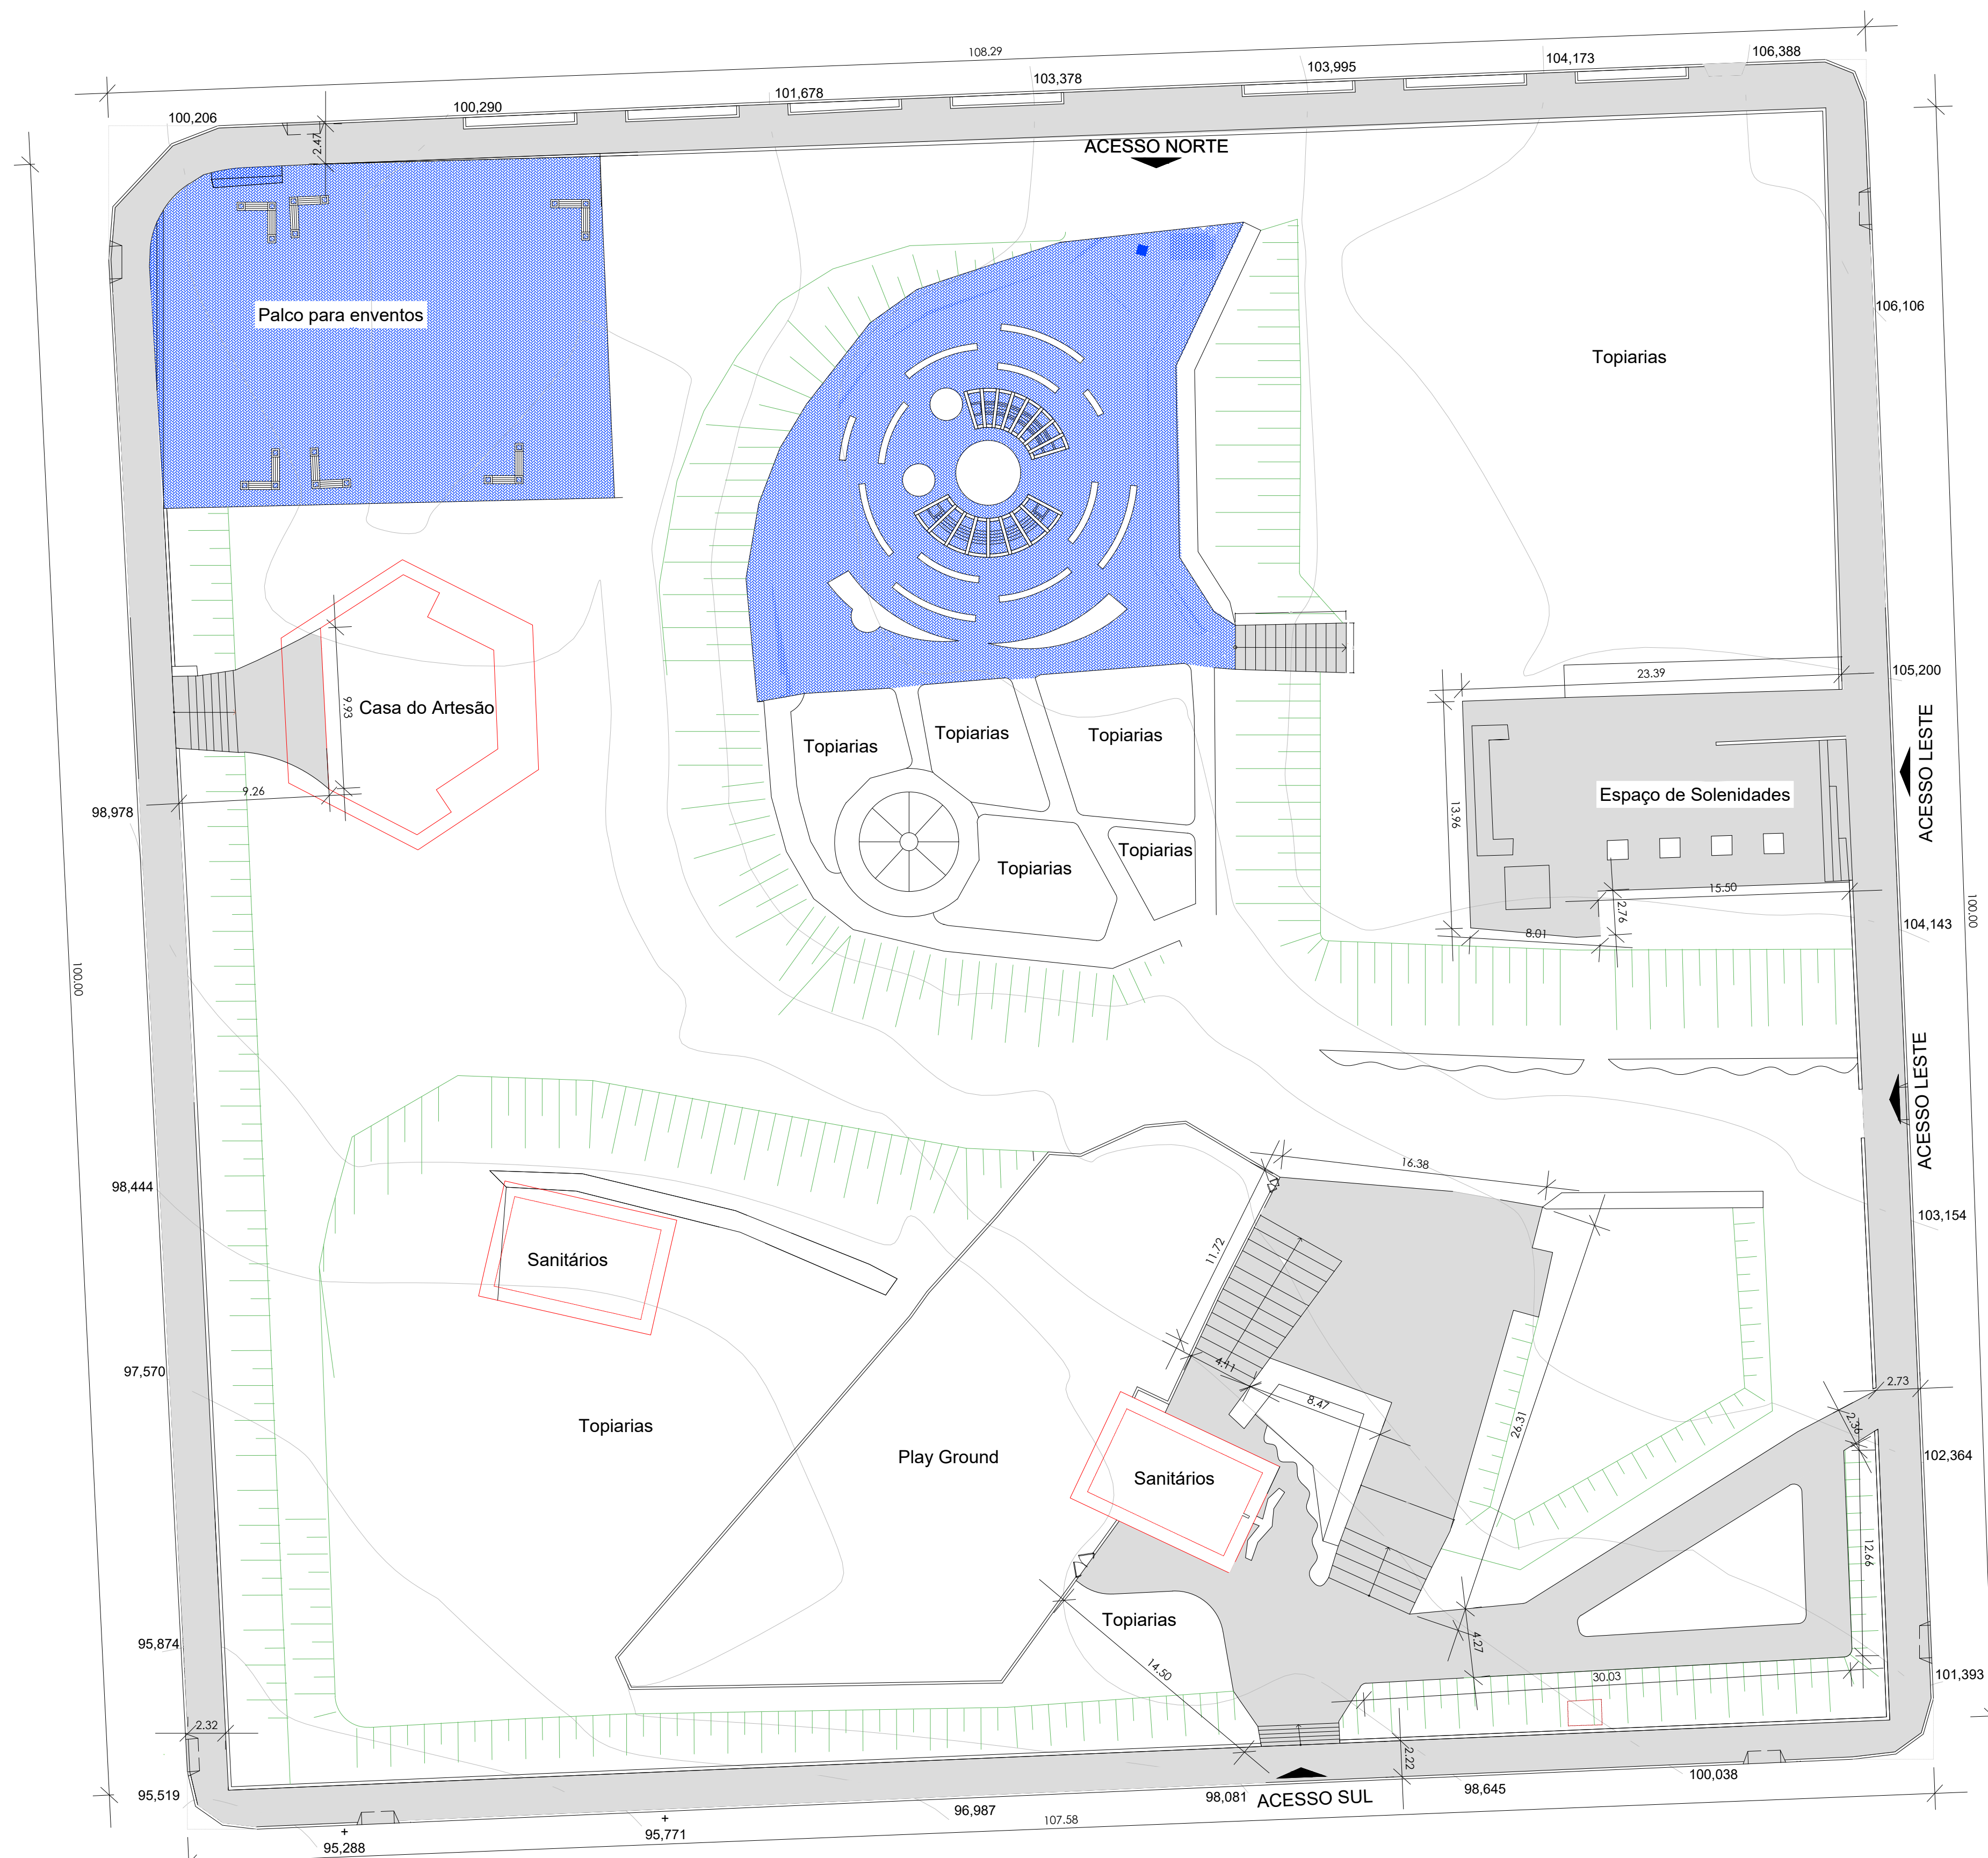 108.29
106,388
104,173
103,995
103,378
101,678
100,290
100,206
2.47
ACESSO NORTE
106,106
Palco para enventos
Topiarias
105,200
23.39
Casa do Artesão
9.93
Topiarias
Topiarias
Topiarias
ACESSO LESTE
9.26
98,978
13.96
Espaço de Solenidades
Topiarias
Topiarias
15.50
2.76
8.01
104,143
100.00
100.00
ACESSO LESTE
16.38
98,444
103,154
11.72
Sanitários
97,570
4.11
8.47
26.31
2.73
2.36
Topiarias
Play Ground
Sanitários
102,364
12.66
95,874
Topiarias
4.27
14.50
30.03
101,393
2.32
2.22
95,519
98,081
ACESSO SUL
98,645
100,038
96,987
107.58
95,771
95,288